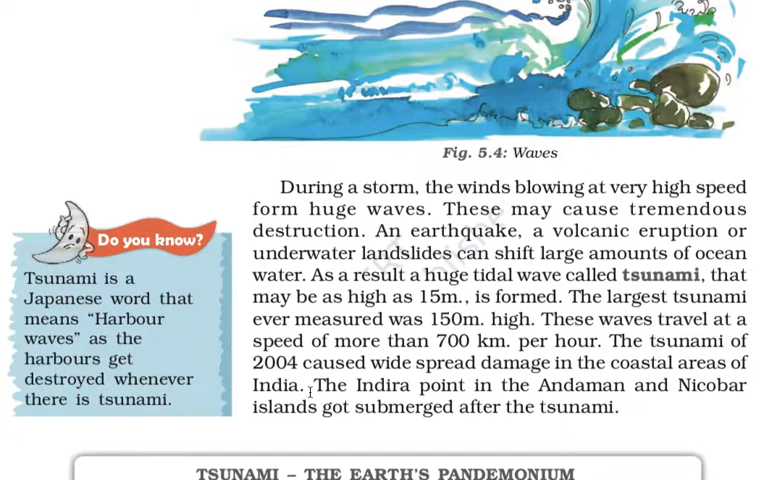 Fig. 5.4: Waves
During a storm, the winds blowing at very high speed
form huge waves. These may cause tremendous
destruction. An earthquake, a volcanic eruption or
underwater landslides can shift large amounts of ocean
water. As a result a huge tidal wave called tsunami, that
may be as high as 15m., is formed. The largest tsunami
ever measured was 150m. high. These waves travel at a
speed of more than 700 km. per hour. The tsunami of
2004 caused wide spread damage in the coastal areas of
India. The Indira point in the Andaman and Nicobar
islands got submerged after the tsunami.
Do you know?
Tsunami is a
Japanese word that
means “Harbour
waves” as the
harbours get
destroyed whenever
there is tsunami.
TSUNAMI – THE EARTH'S PANDEMONIUM